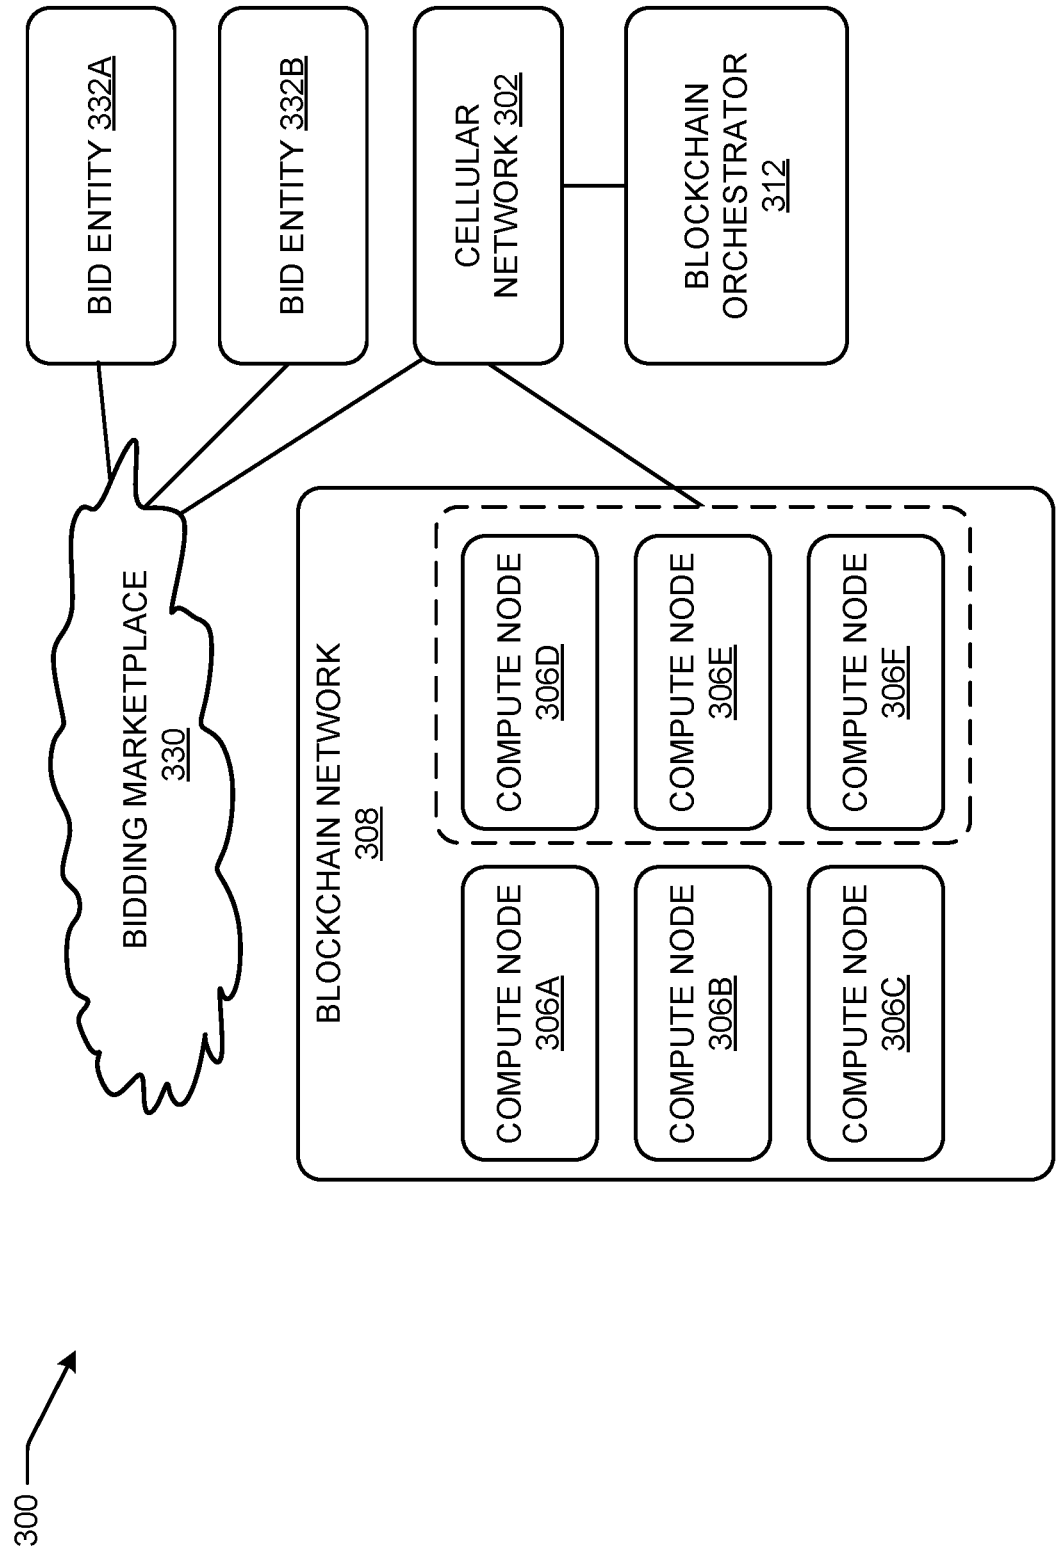 300
BIDDING MARKETPLACE
330
BID ENTITY 332A
BID ENTITY 332B
CELLULAR
NETWORK 302
BLOCKCHAIN
ORCHESTRATOR
312
BLOCKCHAIN NETWORK
308
COMPUTE NODE
306A
COMPUTE NODE
306D
COMPUTE NODE
306B
COMPUTE NODE
306E
COMPUTE NODE
306C
COMPUTE NODE
306F